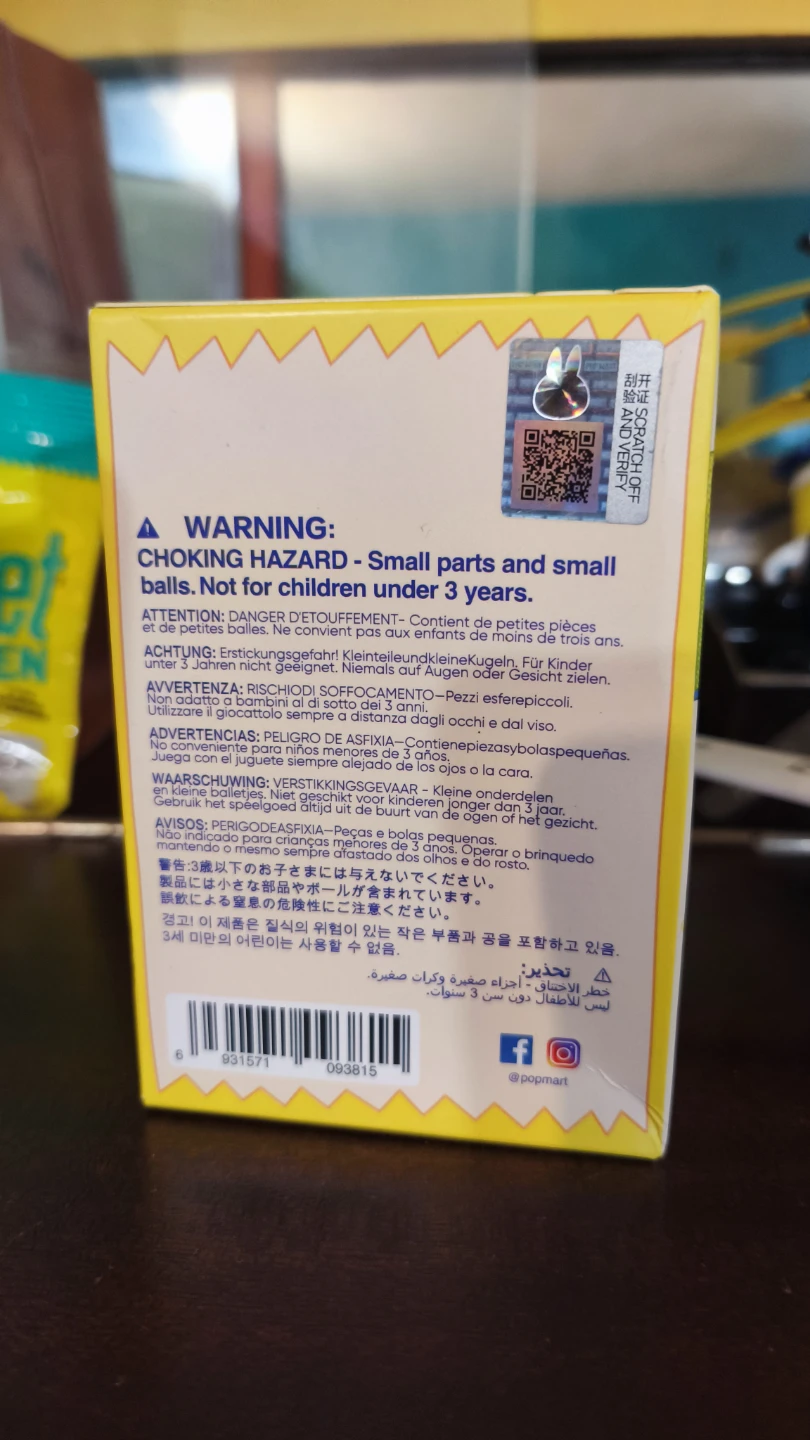 开证 SCRATCH OFF
刮验 AND VERIFY
WARNING:
CHOKING HAZARD - Small parts and small
balls. Not for children under 3 years.
ATTENTION: DANGER D'ETOUFFEMENT- Contient de petites pièces
et de petites balles. Ne convient pas aux enfants de moins de trois ans.
ACHTUNG: Erstickungsgefahr! KleinteileundkleineKugeln. Für Kinder
unter 3 Jahren nicht geeignet. Niemals auf Augen oder Gesicht zielen.
AVVERTENZA: RISCHIODI SOFFOCAMENTO—Pezzi esferepiccoli.
Non adatto a bambini al di sotto dei 3 anni.
Utilizzare il giocattolo sempre a distanza dagli occhi e dal viso.
ADVERTENCIAS: PELIGRO DE ASFIXIA—Contienepiezasybolaspequeñas.
No conveniente para niños menores de 3 años.
Juega con el juguete siempre alejado de los ojos o la cara.
WAARSCHUWING: VERSTIKKINGSGEVAAR - Kleine onderdelen
en kleine balletjes. Niet geschikt voor kinderen jonger dan 3 jaar.
Gebruik het speelgoed altijd uit de buurt van de ogen of het gezicht.
AVISOS: PERIGODEASFIXIA—Peças e bolas pequenas.
Não indicado para crianças menores de 3 anos. Operar o brinquedo
mantendo o mesmo sempre afastado dos olhos e do rosto.
警告:3歳以下のお子さまには与えないでください。
製品には小さな部品やボールが含まれています。
誤飲による窒息の危険性にご注意ください。
경고! 이 제품은 질식의 위험이 있는 작은 부품과 공을 포함하고 있음.
3세 미만의 어린이는 사용할 수 없음.
تحذير:
خطر الاختناق - أجزاء صغيرة وكرات صغيرة.
ليس للأطفال دون سن 3 سنوات.
6 931571 093815
@popmart
et
EN